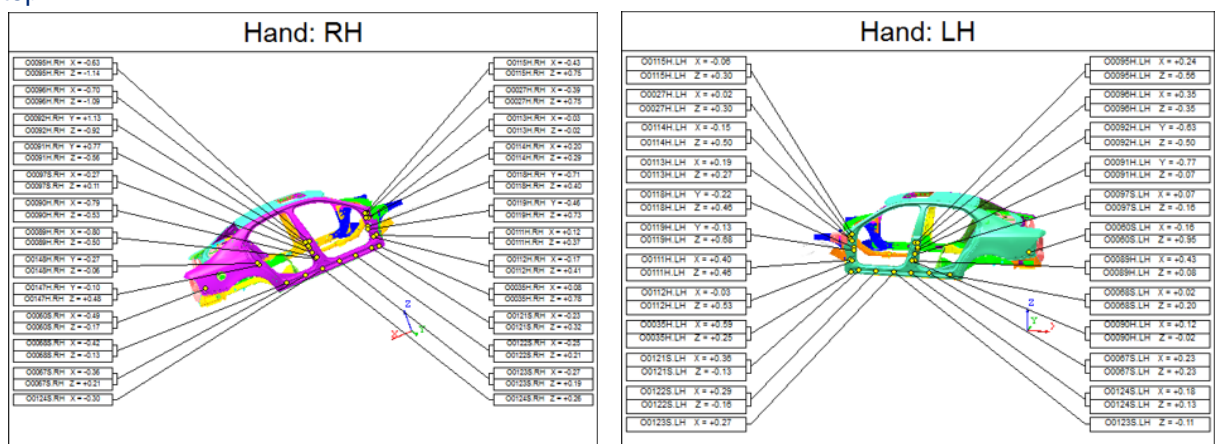 Hand: RH
O0095H.RH X = -0.63
O0095H.RH Z = -1.14
O0096H.RH X = -0.70
O0096H.RH Z = -1.09
O0092H.RH Y = +1.13
O0092H.RH Z = -0.92
O0091H.RH Y = +0.77
O0091H.RH Z = -0.56
O0097S.RH X = -0.27
O0097S.RH Z = +0.11
O0090H.RH X = -0.79
O0090H.RH Z = -0.53
O0089H.RH X = -0.80
O0089H.RH Z = -0.50
O0148H.RH Y = -0.27
O0148H.RH Z = -0.06
O0147H.RH Y = -0.10
O0147H.RH Z = +0.48
O0060S.RH X = -0.49
O0060S.RH Z = -0.17
O0068S.RH X = -0.42
O0068S.RH Z = -0.13
O0067S.RH X = -0.36
O0067S.RH Z = +0.21
O0124S.RH X = -0.30
O0115H.RH X = -0.43
O0115H.RH Z = +0.75
O0027H.RH X = -0.39
O0027H.RH Z = +0.75
O0113H.RH X = -0.03
O0113H.RH Z = -0.02
O0114H.RH X = +0.20
O0114H.RH Z = +0.29
O0118H.RH Y = -0.71
O0118H.RH Z = +0.40
O0119H.RH Y = -0.46
O0119H.RH Z = +0.73
O0111H.RH X = +0.12
O0111H.RH Z = +0.37
O0112H.RH X = -0.17
O0112H.RH Z = +0.41
O0035H.RH X = +0.08
O0035H.RH Z = +0.78
O0121S.RH X = -0.23
O0121S.RH Z = +0.32
O0122S.RH X = -0.25
O0122S.RH Z = +0.21
O0123S.RH X = -0.27
O0123S.RH Z = +0.19
O0124S.RH Z = +0.26
Z
X
Y
Hand: LH
O0115H.LH X = -0.06
O0115H.LH Z = +0.30
O0027H.LH X = +0.02
O0027H.LH Z = +0.30
O0114H.LH X = -0.15
O0114H.LH Z = +0.50
O0113H.LH X = +0.19
O0113H.LH Z = +0.27
O0118H.LH Y = -0.22
O0118H.LH Z = +0.46
O0119H.LH Y = -0.13
O0119H.LH Z = +0.68
O0111H.LH X = +0.40
O0111H.LH Z = +0.46
O0112H.LH X = -0.03
O0112H.LH Z = +0.53
O0035H.LH X = +0.59
O0035H.LH Z = +0.25
O0121S.LH X = +0.36
O0121S.LH Z = -0.13
O0122S.LH X = +0.29
O0122S.LH Z = -0.16
O0123S.LH X = +0.27
O0095H.LH X = +0.24
O0095H.LH Z = -0.56
O0096H.LH X = +0.35
O0096H.LH Z = -0.35
O0092H.LH Y = -0.63
O0092H.LH Z = -0.50
O0091H.LH Y = -0.77
O0091H.LH Z = -0.07
O0097S.LH X = +0.07
O0097S.LH Z = -0.16
O0060S.LH X = -0.16
O0060S.LH Z = +0.95
O0089H.LH X = +0.43
O0089H.LH Z = +0.08
O0068S.LH X = +0.02
O0068S.LH Z = +0.20
O0090H.LH X = +0.12
O0090H.LH Z = -0.02
O0067S.LH X = +0.23
O0067S.LH Z = +0.23
O0124S.LH X = +0.18
O0124S.LH Z = +0.13
O0123S.LH Z = -0.11
Z
Y
X